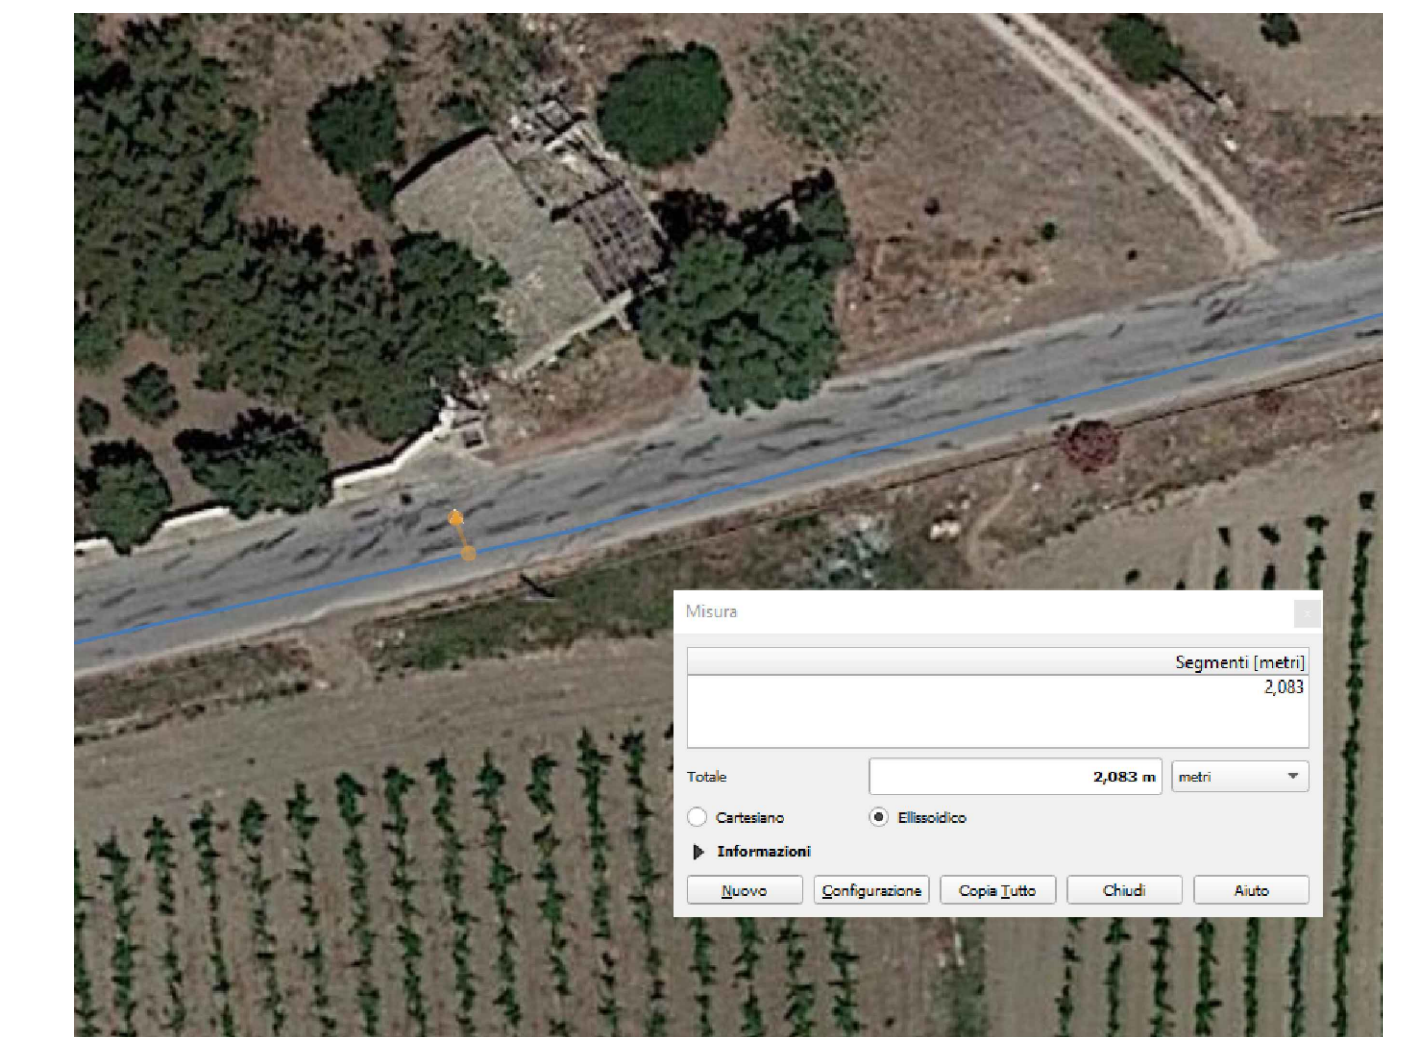 Misura
Segmenti [metri]
2,083
Totale
2,083 m
metri
Cartesiano
Ellissoidico
Informazioni
Nuovo
Configurazione
Copia Tutto
Chiudi
Aiuto